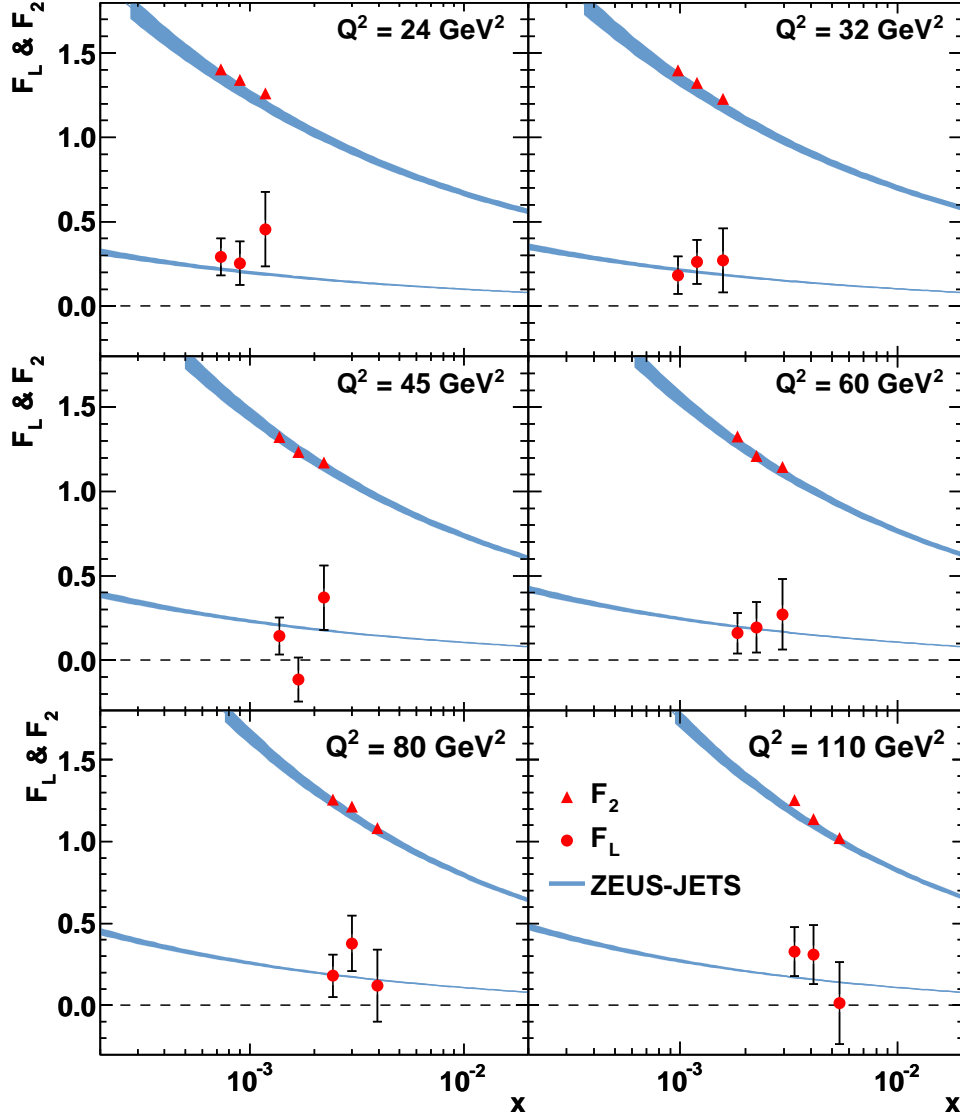 F_L & F_2
Q^2 = 24 GeV^2
Q^2 = 32 GeV^2
1.5
1.0
0.5
0.0
F_L & F_2
Q^2 = 45 GeV^2
Q^2 = 60 GeV^2
1.5
1.0
0.5
0.0
F_L & F_2
Q^2 = 80 GeV^2
Q^2 = 110 GeV^2
1.5
1.0
0.5
0.0
F_2
F_L
ZEUS-JETS
10^-3 10^-2 10^-3 10^-2
x x